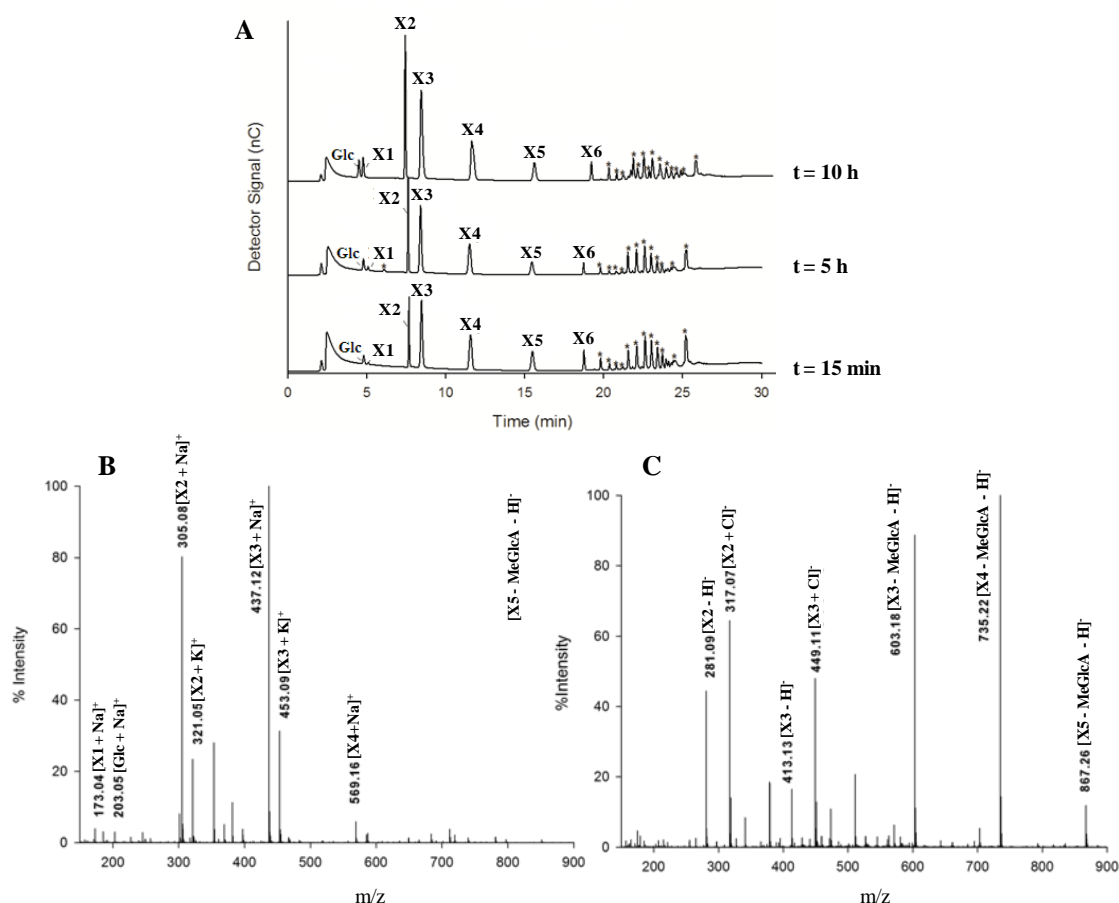 A
Detector Signal (nC)
X2
X3
X4
X5
X6
Glc
X1
t = 10 h
X2
X3
X4
X5
X6
Glc
X1
t = 5 h
X2
X3
X4
X5
X6
Glc
X1
t = 15 min
0 5 10 15 20 25 30
Time (min)
B
% Intensity
100
80
60
40
20
0
173.04 [X1 + Na]+
203.05 [Glc + Na]+
305.08 [X2 + Na]+
321.05 [X2 + K]+
437.12 [X3 + Na]+
453.09 [X3 + K]+
569.16 [X4+Na]+
[X5 - MeGlcA - H]-
200 300 400 500 600 700 800 900
m/z
C
%Intensity
100
80
60
40
20
0
281.09 [X2 - H]-
317.07 [X2 + Cl]-
413.13 [X3 - H]-
449.11 [X3 + Cl]-
603.18 [X3 - MeGlcA - H]-
735.22 [X4 - MeGlcA - H]-
867.26 [X5 - MeGlcA - H]-
200 300 400 500 600 700 800 900
m/z